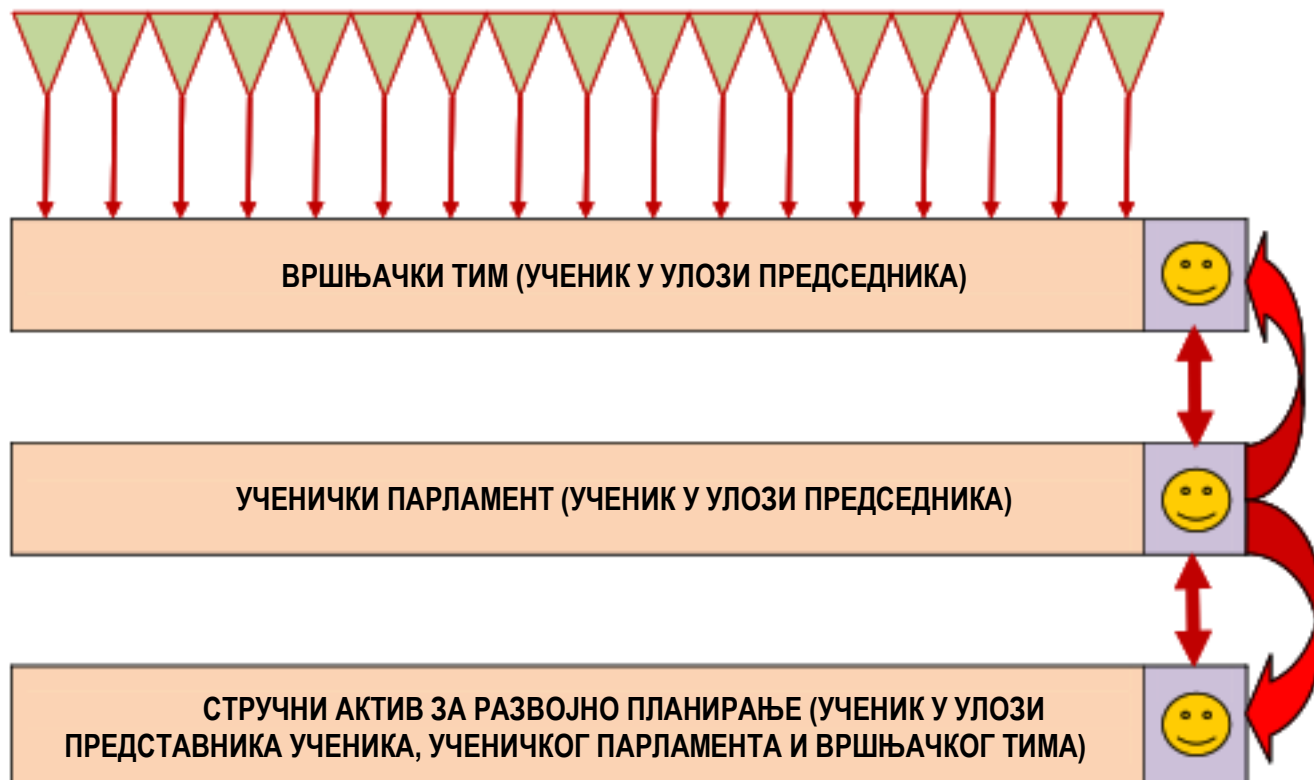 ВРШЊАЧКИ ТИМ (УЧЕНИК У УЛОЗИ ПРЕДСЕДНИКА)
УЧЕНИЧКИ ПАРЛАМЕНТ (УЧЕНИК У УЛОЗИ ПРЕДСЕДНИКА)
СТРУЧНИ АКТИВ ЗА РАЗВОЈНО ПЛАНИРАЊЕ (УЧЕНИК У УЛОЗИ
ПРЕДСТАВНИКА УЧЕНИКА, УЧЕНИЧКОГ ПАРЛАМЕНТА И ВРШЊАЧКОГ ТИМА)